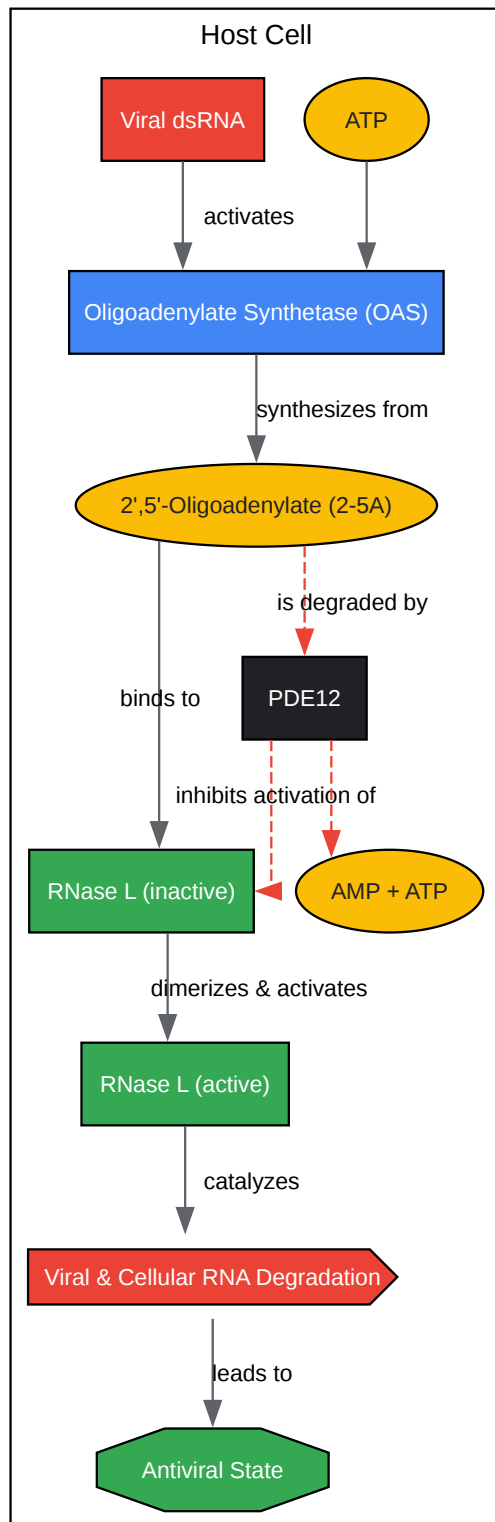 Host Cell
Viral dsRNA
ATP
activates
Oligoadenylate Synthetase (OAS)
synthesizes from
2',5'-Oligoadenylate (2-5A)
is degraded by
binds to
PDE12
inhibits activation of
RNase L (inactive)
AMP + ATP
dimerizes & activates
RNase L (active)
catalyzes
Viral & Cellular RNA Degradation
leads to
Antiviral State